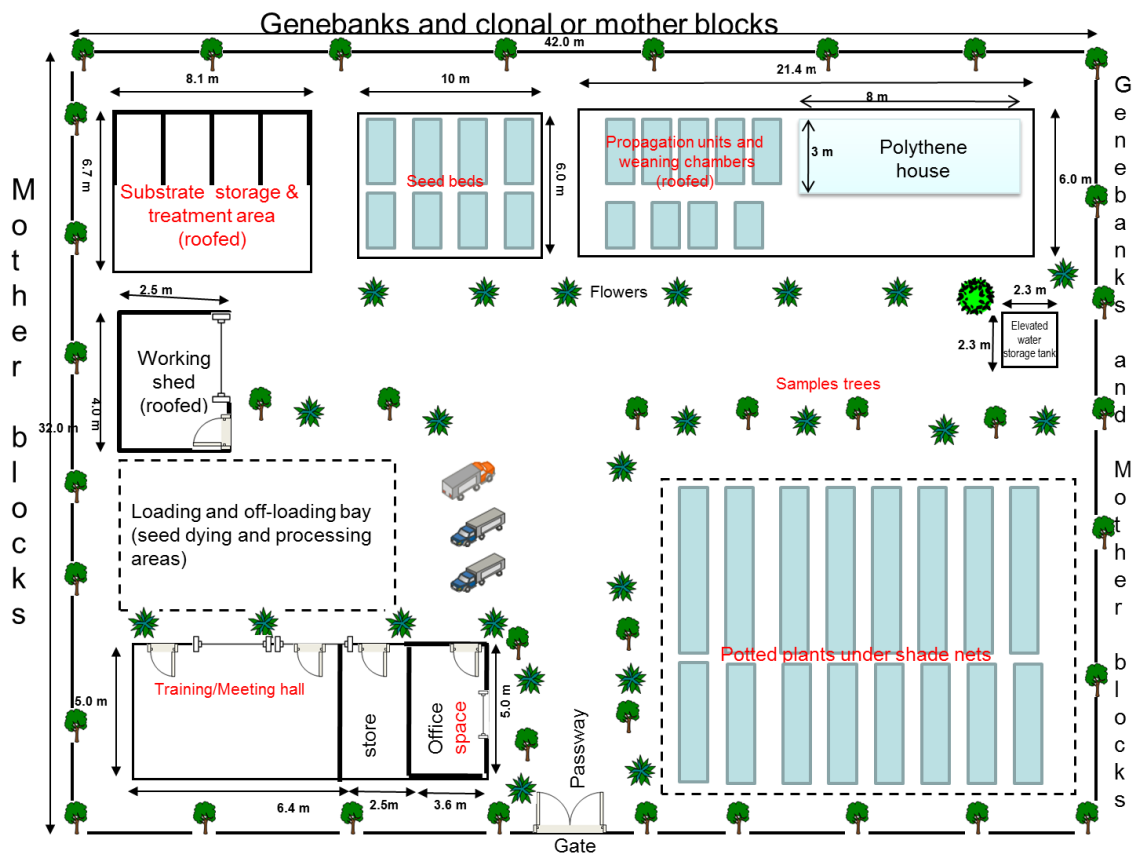 Genebanks and clonal or mother blocks
42.0 m
8.1 m
10 m
21.4 m
8 m
6.7 m
Substrate storage &
treatment area
(roofed)
Seed beds
6.0 m
Propagation units and
weaning chambers
(roofed)
3 m
Polythene
house
6.0 m
Mother blocks
Genebanks and Mother blocks
32.0 m
2.5 m
Flowers
2.3 m
2.3 m
Elevated
water
storage tank
Working
shed
(roofed)
4.0 m
Samples trees
Loading and off-loading bay
(seed dying and processing
areas)
Potted plants under shade nets
Training/Meeting hall
5.0 m
store
Office
space
5.0 m
Passway
6.4 m
2.5m
3.6 m
Gate